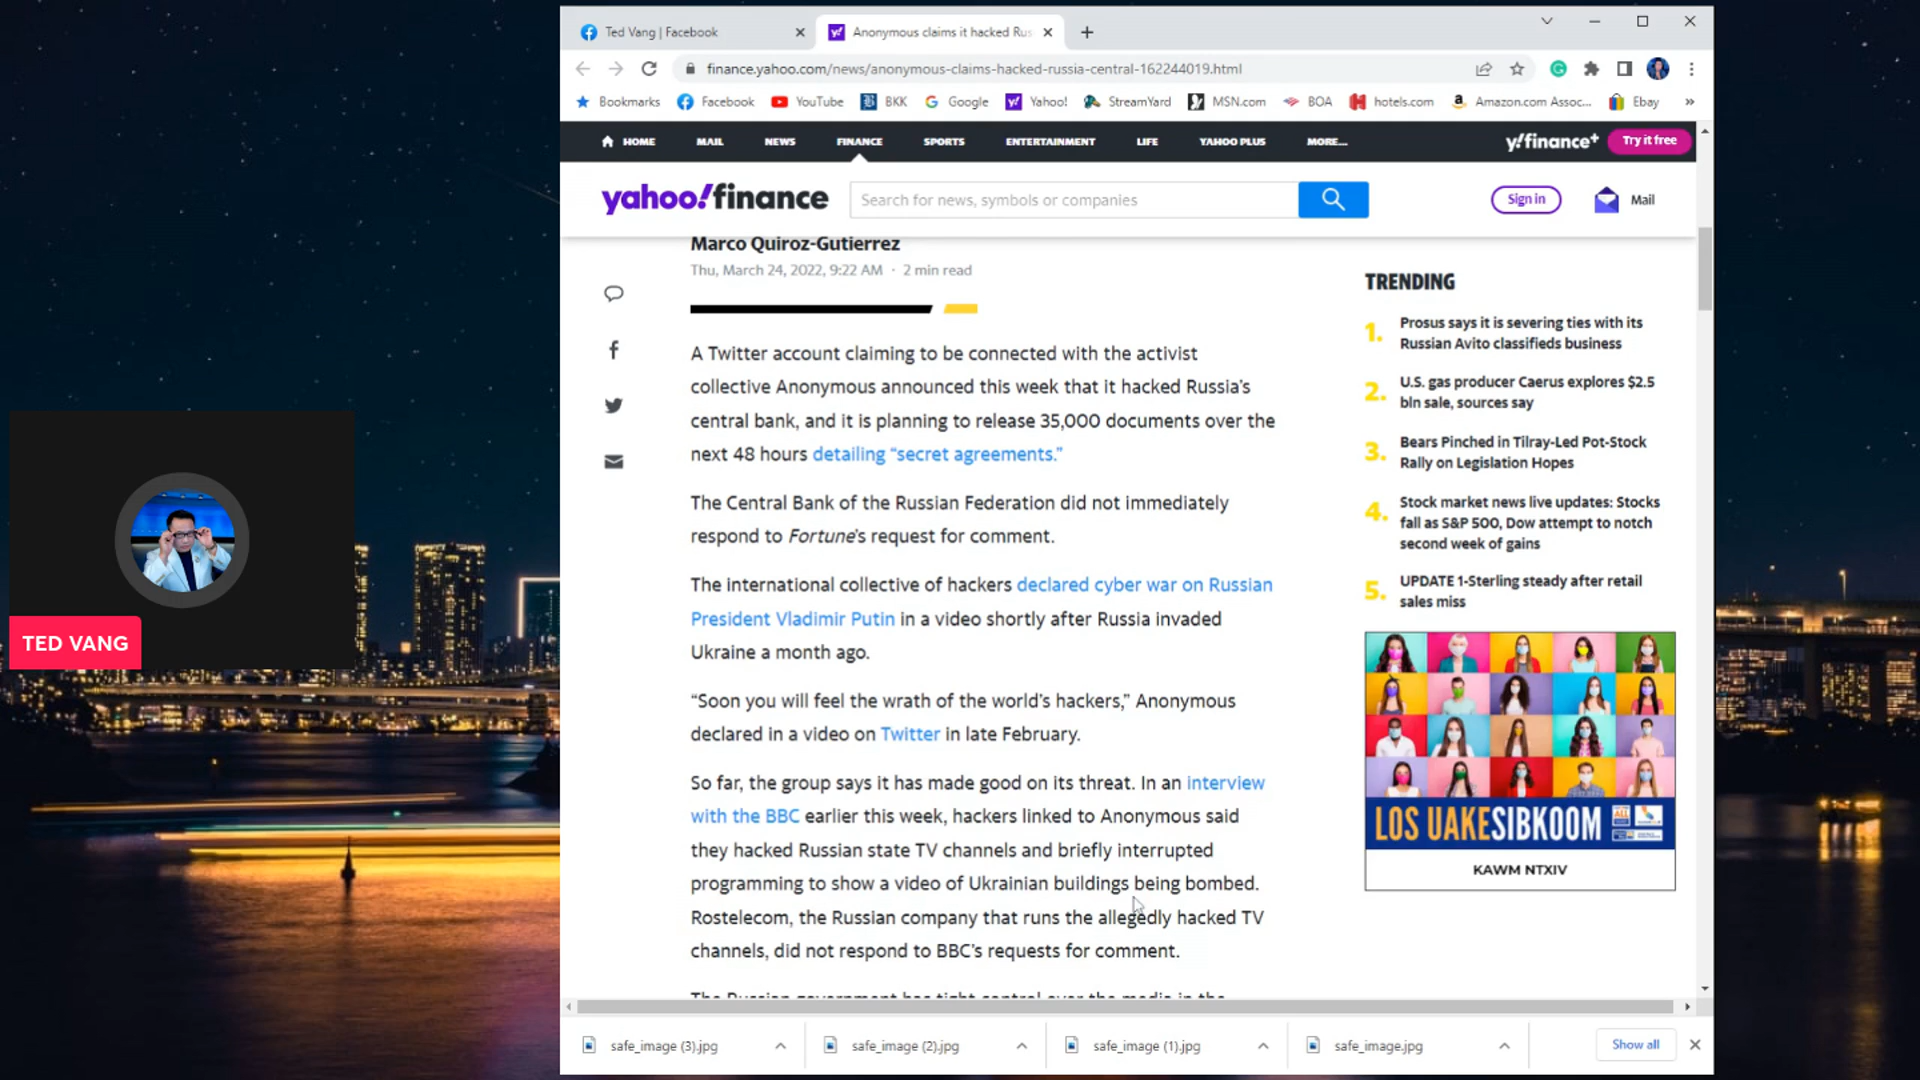 Ted Vang | Facebook
Anonymous claims it hacked Rus
finance.yahoo.com/news/anonymous-claims-hacked-russia-central-162244019.html
Bookmarks Facebook YouTube BKK Google Yahoo! StreamYard MSN.com BOA hotels.com Amazon.com Assoc... Ebay »
HOME MAIL NEWS FINANCE SPORTS ENTERTAINMENT LIFE YAHOO PLUS MORE... y!finance+ Try it free
yahoo!finance Search for news, symbols or companies Sign in Mail
Marco Quiroz-Gutierrez
Thu, March 24, 2022, 9:22 AM · 2 min read
A Twitter account claiming to be connected with the activist
collective Anonymous announced this week that it hacked Russia's
central bank, and it is planning to release 35,000 documents over the
next 48 hours detailing “secret agreements.”
The Central Bank of the Russian Federation did not immediately
respond to Fortune's request for comment.
The international collective of hackers declared cyber war on Russian
President Vladimir Putin in a video shortly after Russia invaded
Ukraine a month ago.
“Soon you will feel the wrath of the world's hackers,” Anonymous
declared in a video on Twitter in late February.
So far, the group says it has made good on its threat. In an interview
with the BBC earlier this week, hackers linked to Anonymous said
they hacked Russian state TV channels and briefly interrupted
programming to show a video of Ukrainian buildings being bombed.
Rostelecom, the Russian company that runs the allegedly hacked TV
channels, did not respond to BBC's requests for comment.
The Russian government has tight control over the media in the
TRENDING
1. Prosus says it is severing ties with its
Russian Avito classifieds business
2. U.S. gas producer Caerus explores $2.5
bln sale, sources say
3. Bears Pinched in Tilray-Led Pot-Stock
Rally on Legislation Hopes
4. Stock market news live updates: Stocks
fall as S&P 500, Dow attempt to notch
second week of gains
5. UPDATE 1-Sterling steady after retail
sales miss
LOS UAKESIBKOOM
KAWM NTXIV
TED VANG
safe_image (3).jpg safe_image (2).jpg safe_image (1).jpg safe_image.jpg Show all